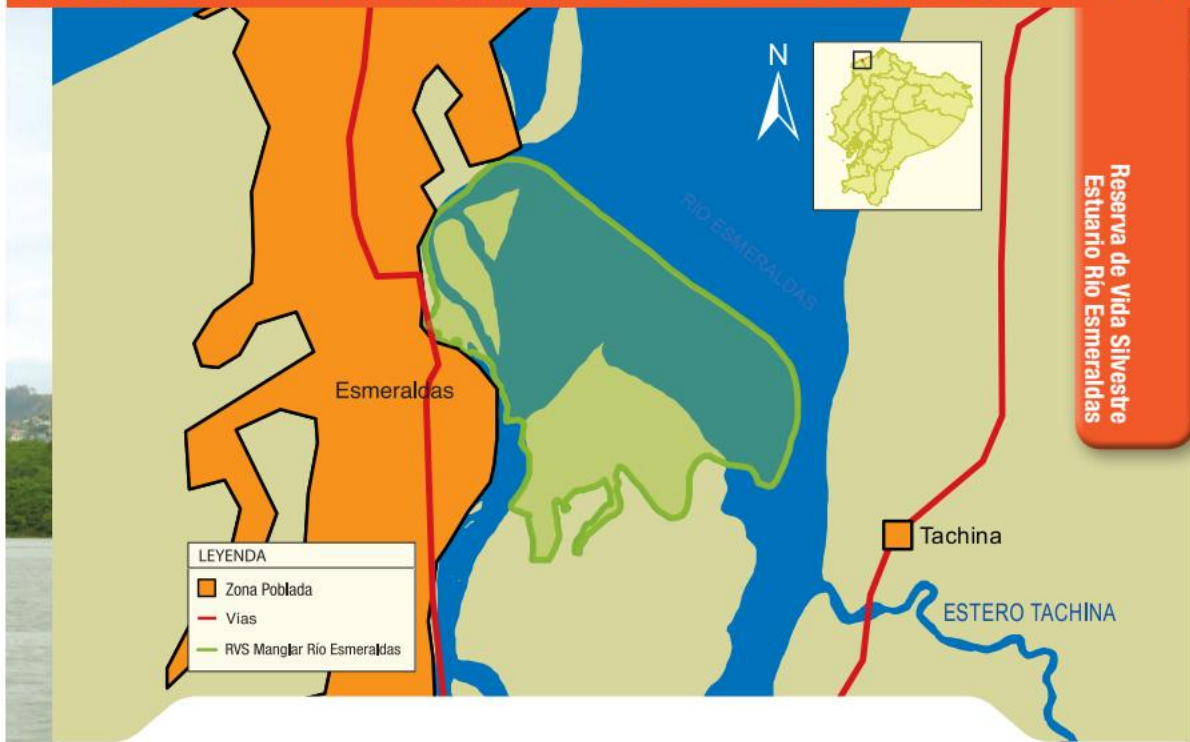 N
RÍO ESMERALDAS
Reserva de Vida Silvestre
Estuario Río Esmeraldas
Esmeraldas
Tachina
ESTERO TACHINA
LEYENDA
Zona Poblada
Vias
RVS Manglar Río Esmeraldas